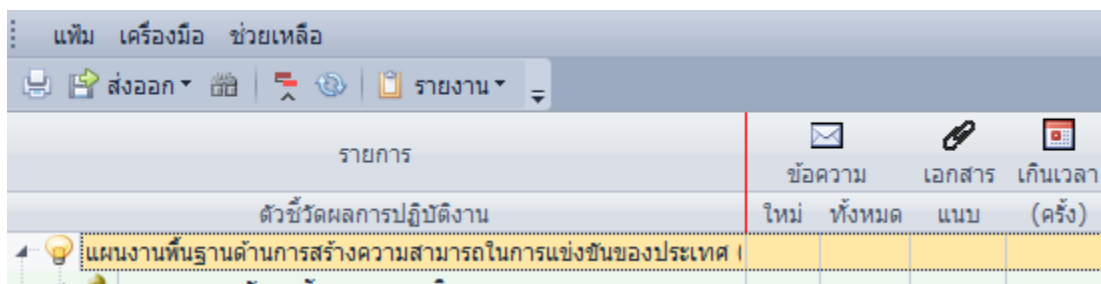 แฟ้ม เครื่องมือ ช่วยเหลือ
ส่งออก รายงาน
รายการ
ข้อความ เอกสาร เกินเวลา
ตัวชี้วัดผลการปฏิบัติงาน ใหม่ ทั้งหมด แนบ (ครั้ง)
แผนงานพื้นฐานด้านการสร้างความสามารถในการแข่งขันของประเทศ (